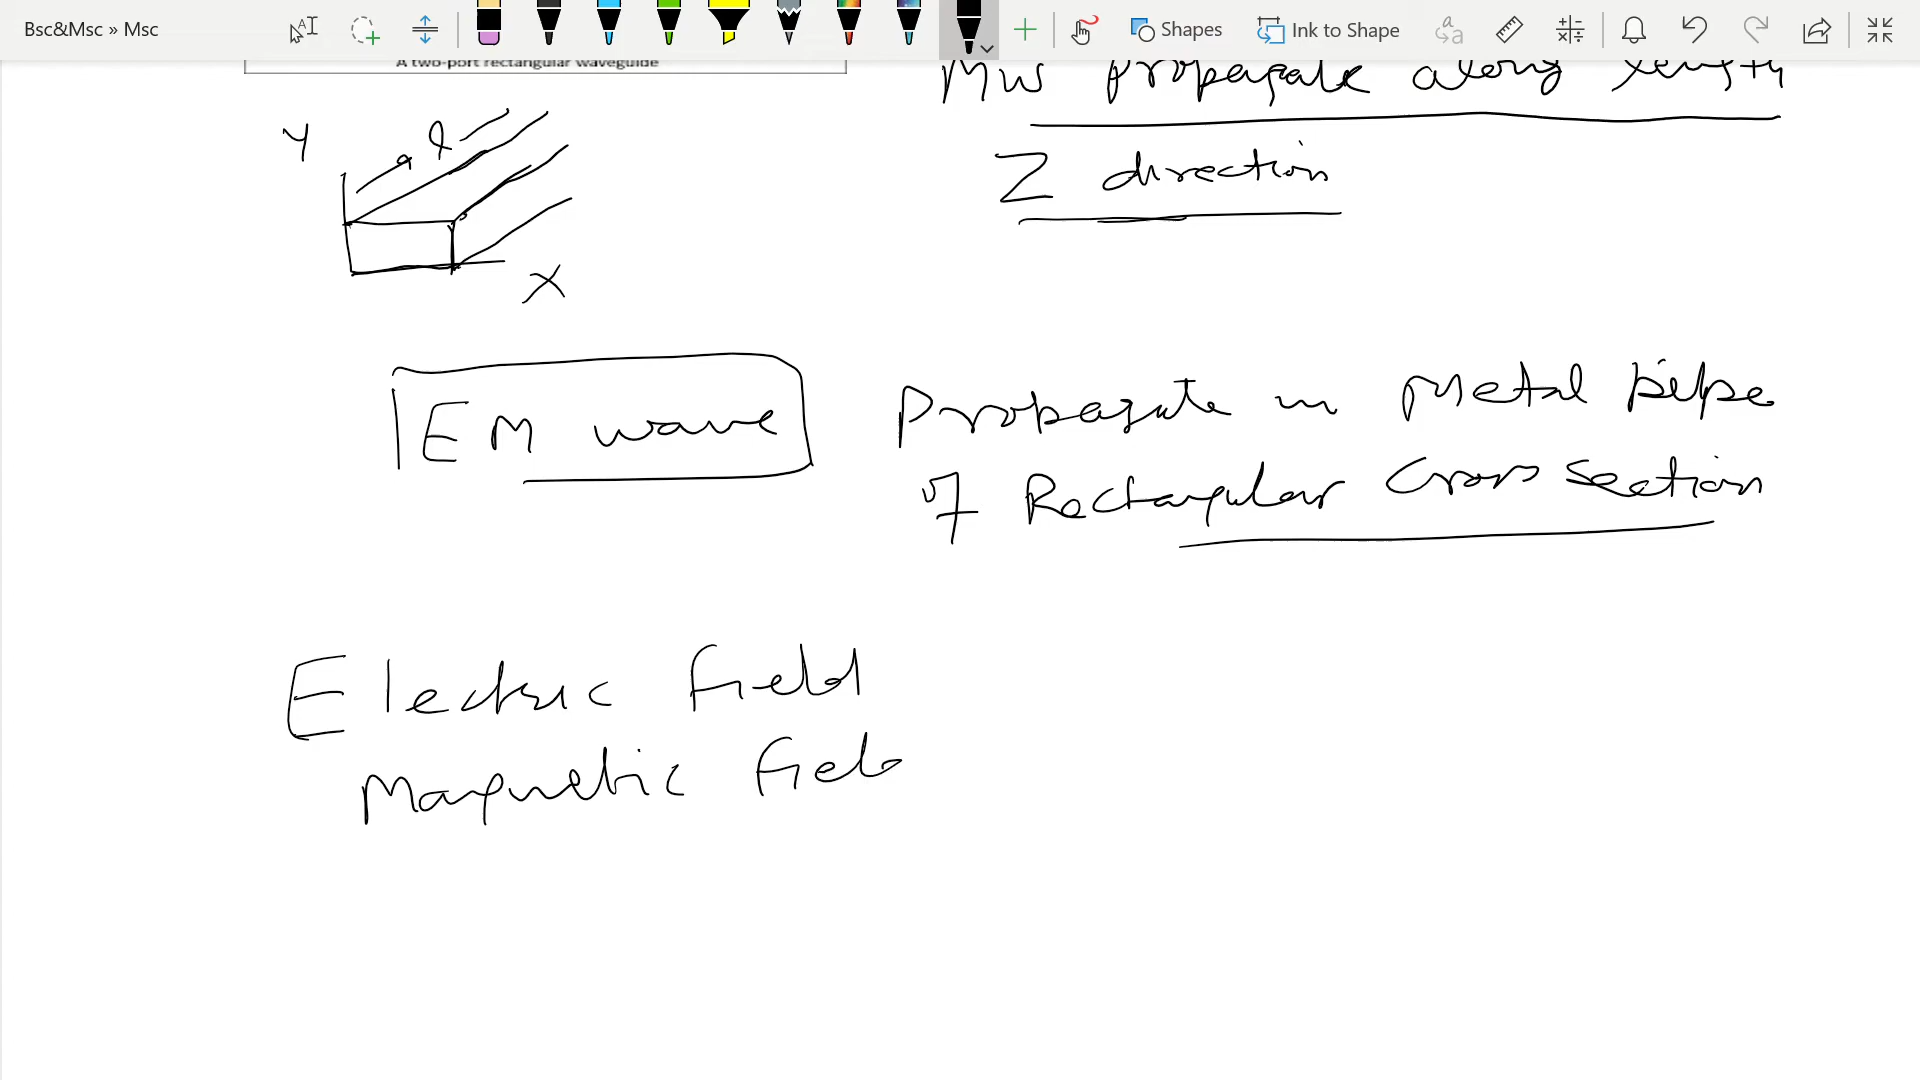 Bsc&Msc » Msc
Shapes
Ink to Shape
A two-port rectangular waveguide
MW propagate along length
Z direction
Y
X
EM wave
Propagate in Metal pipe
of Rectangular Cross section
Electric field
Magnetic field